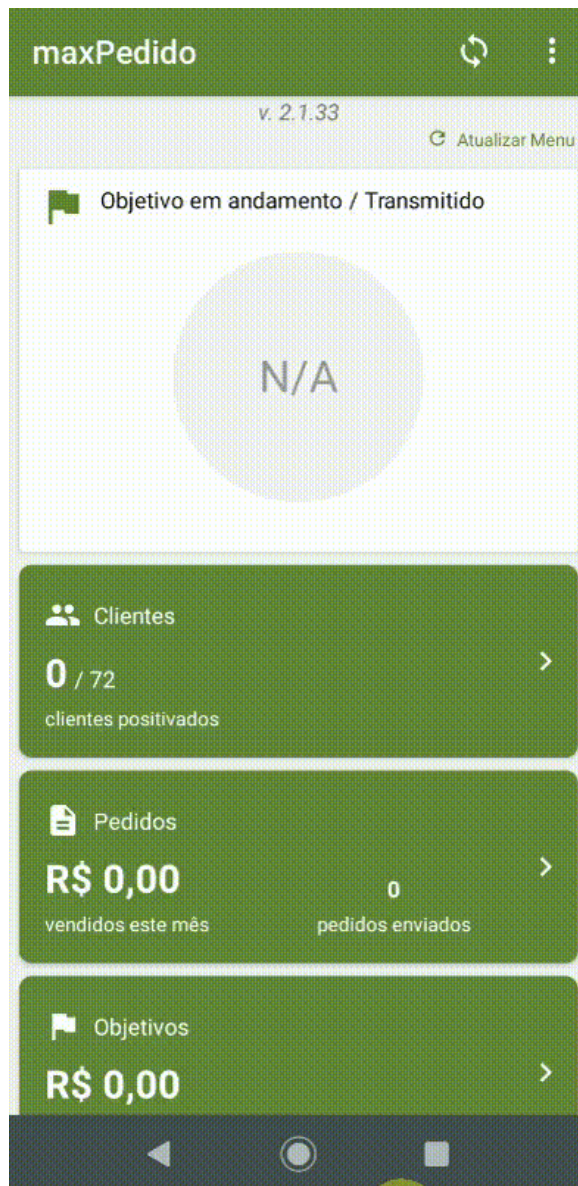 maxPedido
v. 2.1.33
Atualizar Menu
Objetivo em andamento / Transmitido
N/A
Clientes
0 / 72
clientes positivados
Pedidos
R$ 0,00
0
vendidos este mês
pedidos enviados
Objetivos
R$ 0,00